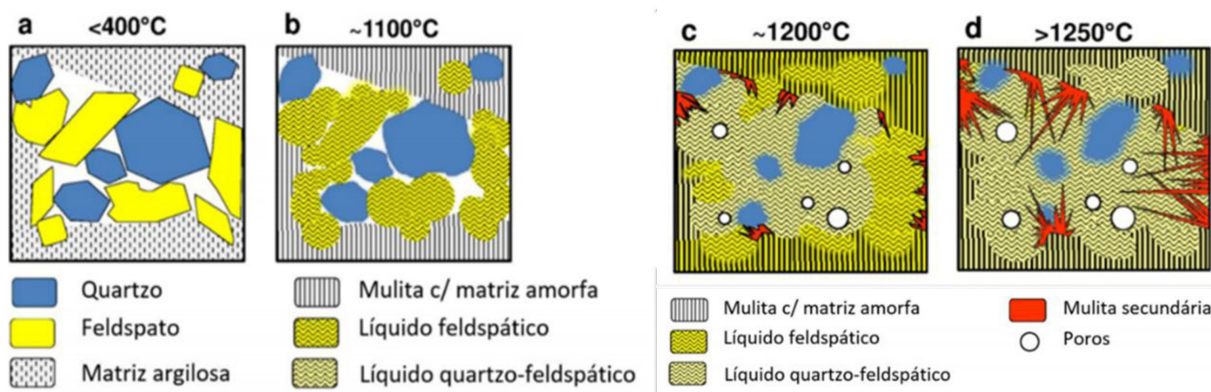 a
<400°C
b
~1100°C
c
~1200°C
d
>1250°C
Quartzo
Feldspato
Matriz argilosa
Mulita c/ matriz amorfa
Líquido feldspático
Líquido quartzo-feldspático
Mulita c/ matriz amorfa
Líquido feldspático
Líquido quartzo-feldspático
Mulita secundária
Poros